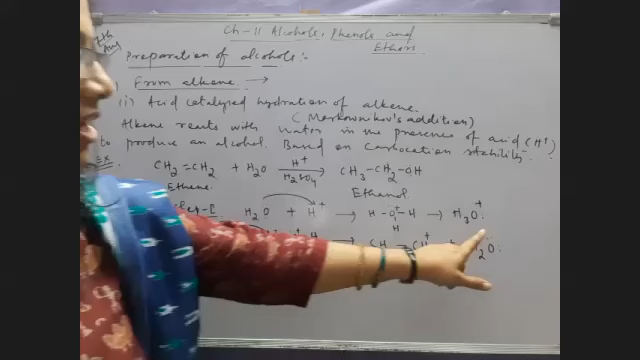 7th Aug
Ch-11 Alcohols, Phenols and
Ethers
Preparation of alcohols:-
From alkene ⟶
(i) Acid catalysed hydration of alkene.
(Markownikov's addition)
Alkene reacts with water in the presence of acid (H⁺)
to produce an alcohol. Based on carbocation stability.
Ex. CH₂=CH₂ + H₂O —H⁺/H₂SO₄→ CH₃-CH₂-OH
Ethene Ethanol
H₂O + H⁺ ⟶ H-O⁺-H ⟶ H₃O⁺:
H